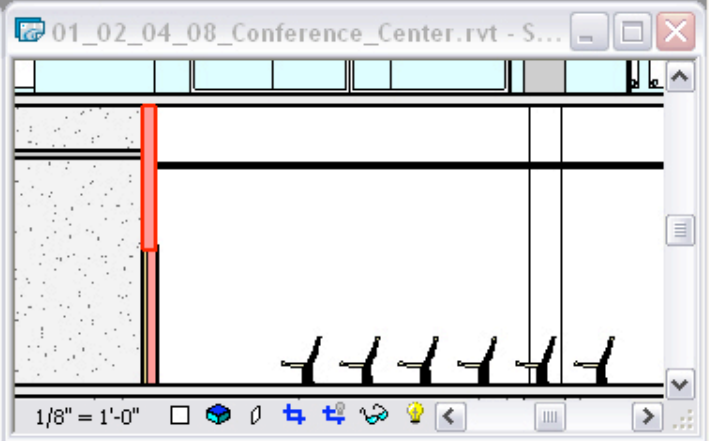 01_02_04_08_Conference_Center.rvt - S...
1/8" = 1'-0"